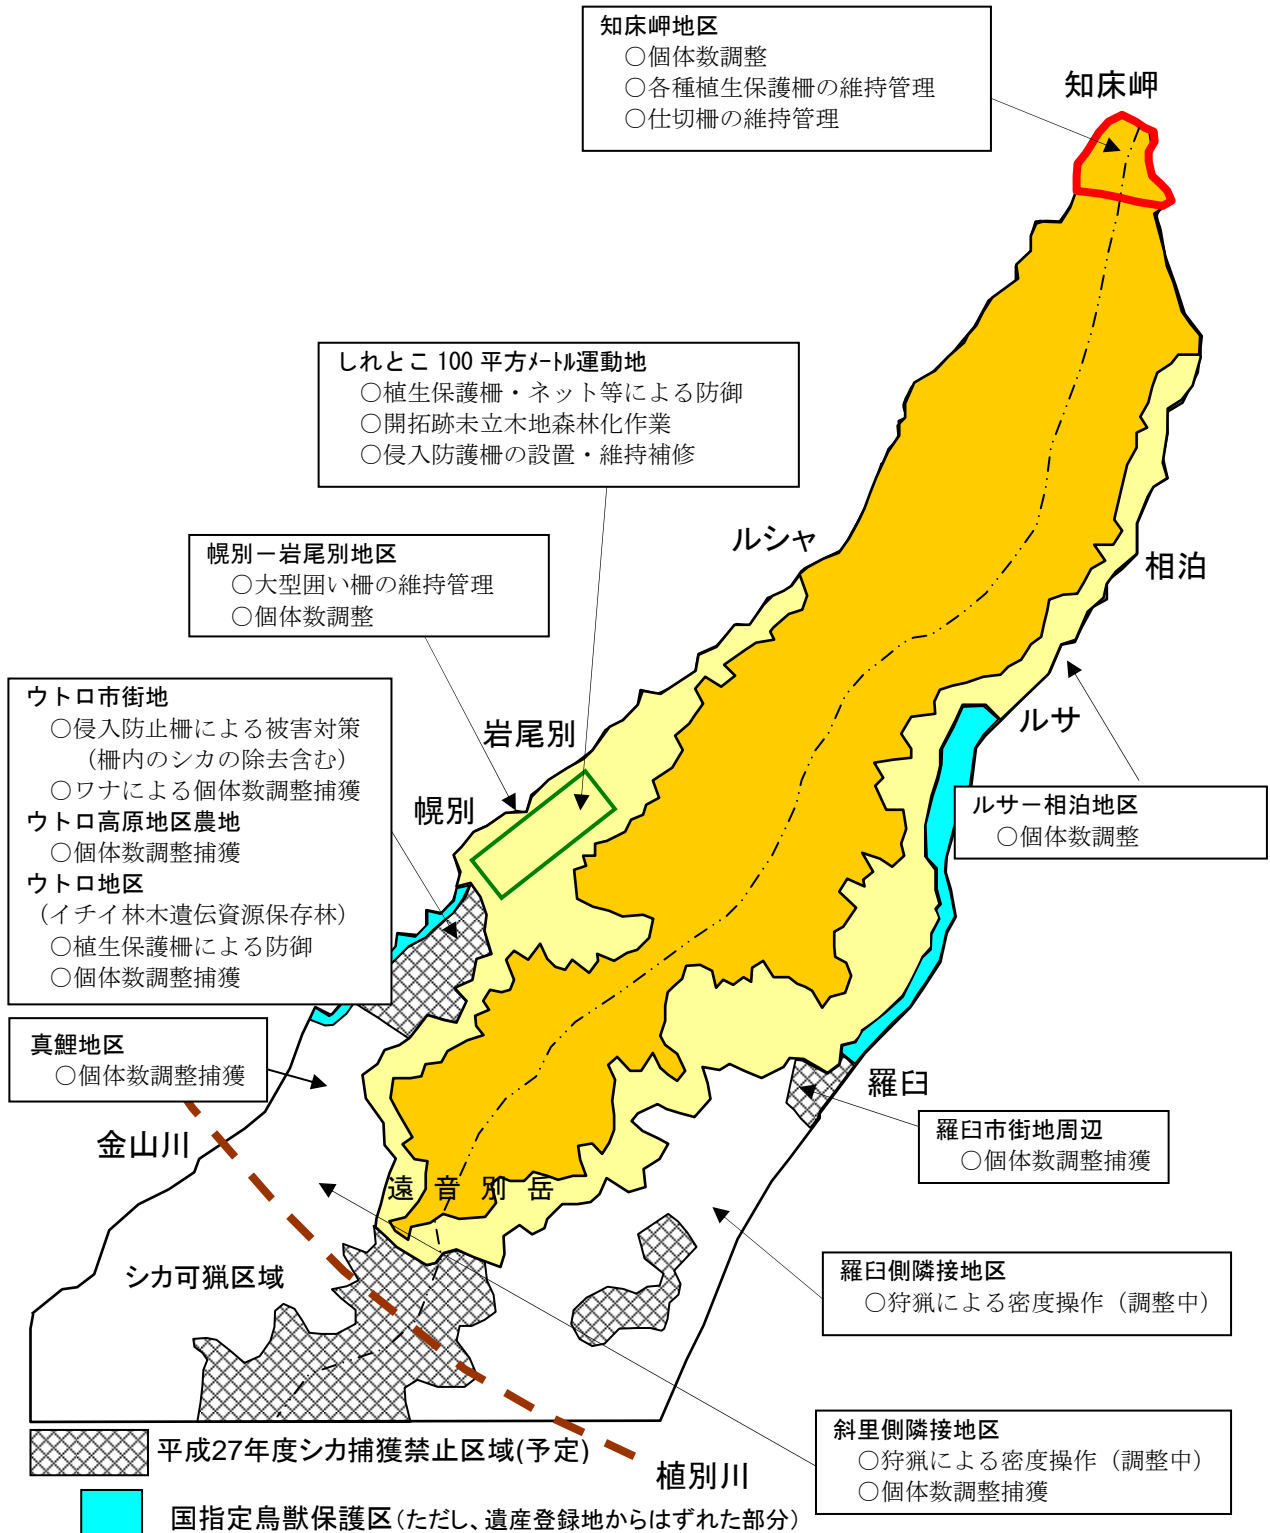 知床岬地区
○個体数調整
○各種植生保護柵の維持管理
○仕切柵の維持管理
知床岬
しれとこ 100 平方メートル運動地
○植生保護柵・ネット等による防御
○開拓跡未立木地森林化作業
○侵入防護柵の設置・維持補修
ルシャ
相泊
幌別－岩尾別地区
○大型囲い柵の維持管理
○個体数調整
ウトロ市街地
○侵入防止柵による被害対策
（柵内のシカの除去含む）
○ワナによる個体数調整捕獲
ウトロ高原地区農地
○個体数調整捕獲
ウトロ地区
（イチイ林木遺伝資源保存林）
○植生保護柵による防御
○個体数調整捕獲
岩尾別
幌別
ルサ
ルサ－相泊地区
○個体数調整
真鯉地区
○個体数調整捕獲
羅臼
金山川
羅臼市街地周辺
○個体数調整捕獲
遠音別岳
シカ可猟区域
羅臼側隣接地区
○狩猟による密度操作（調整中）
斜里側隣接地区
○狩猟による密度操作（調整中）
○個体数調整捕獲
平成27年度シカ捕獲禁止区域(予定)
植別川
国指定鳥獣保護区(ただし、遺産登録地からはずれた部分)